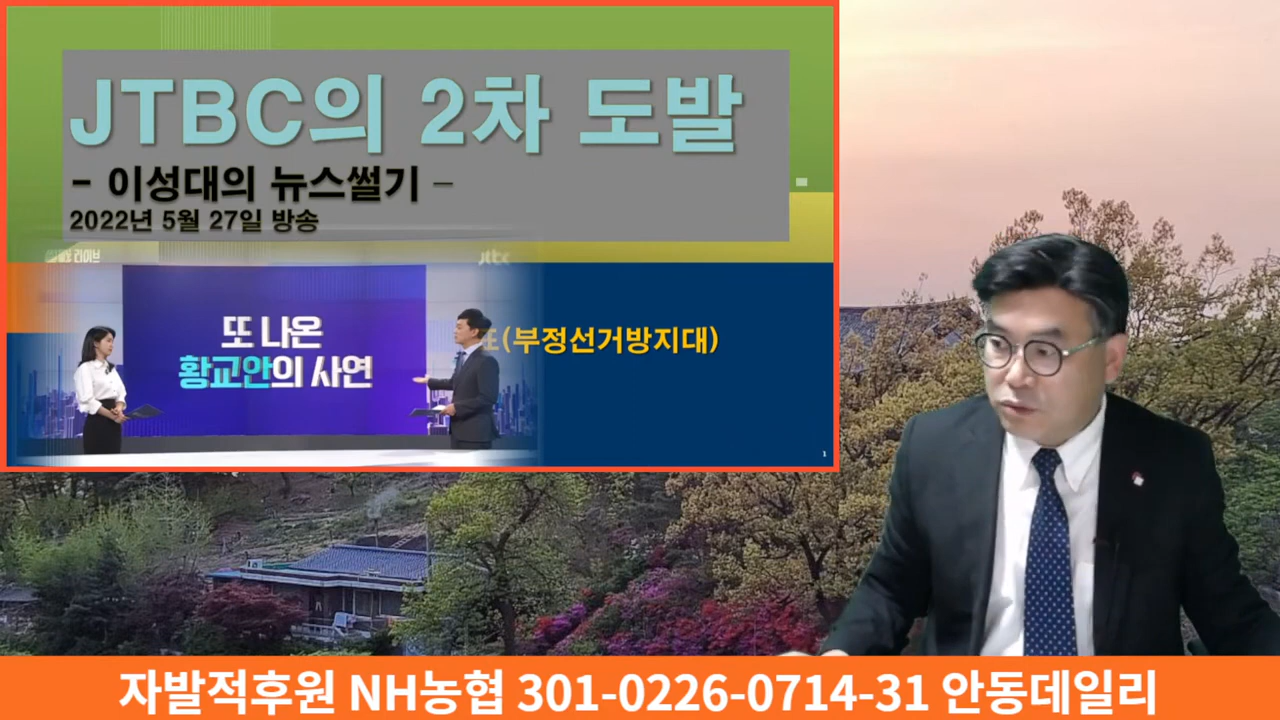 JTBC의 2차 도발
- 이성대의 뉴스썰기 –
2022년 5월 27일 방송
라이브
jtbc
또 나온
황교안의 사연
(부정선거방지대)
1
자발적후원 NH농협 301-0226-0714-31 안동데일리